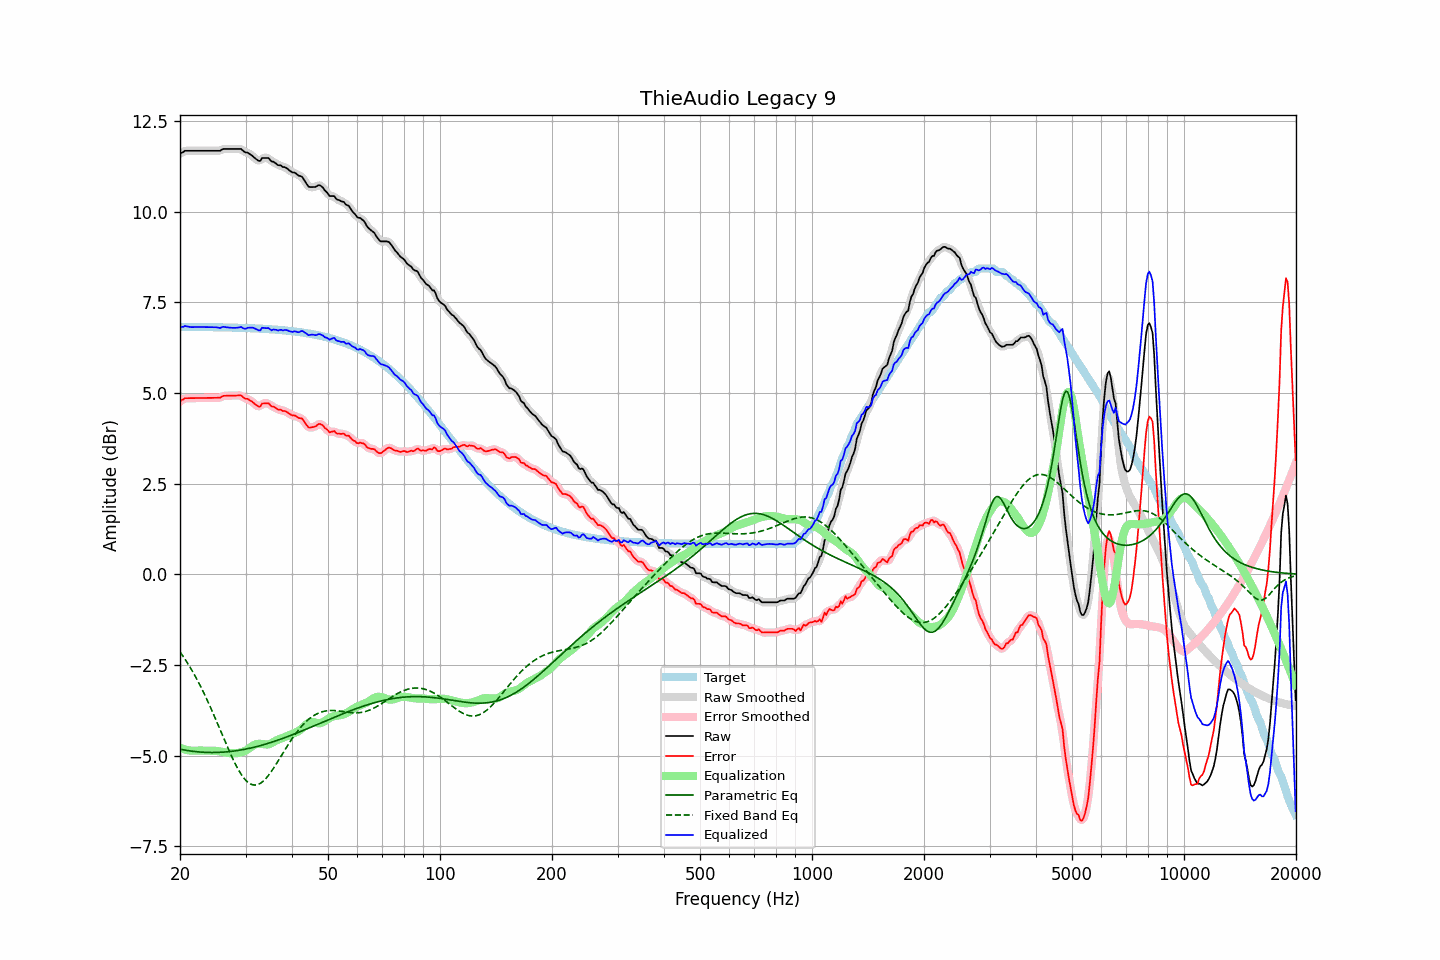 ThieAudio Legacy 9
12.5
10.0
7.5
5.0
2.5
0.0
−2.5
−5.0
−7.5
Amplitude (dBr)
Target
Raw Smoothed
Error Smoothed
Raw
Error
Equalization
Parametric Eq
Fixed Band Eq
Equalized
20 50 100 200 500 1000 2000 5000 10000 20000
Frequency (Hz)